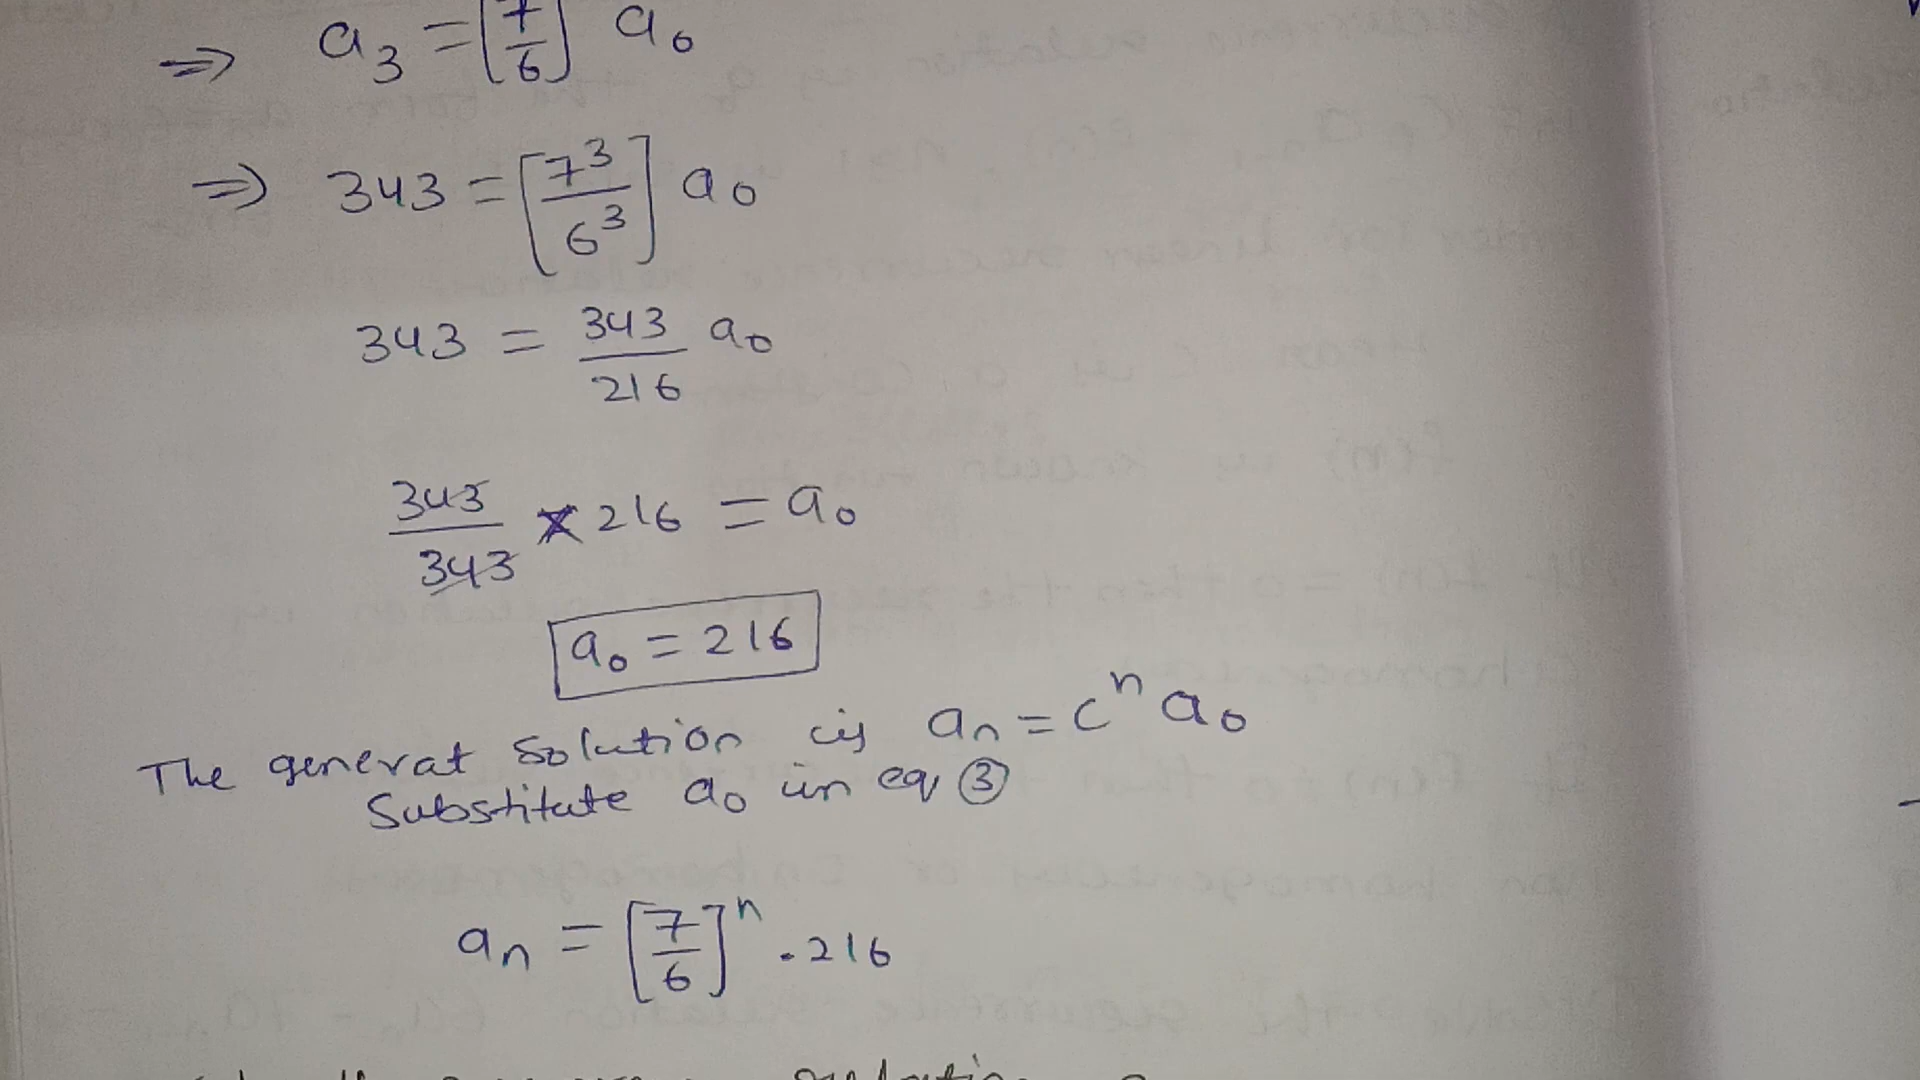 ⇒ a₃ = [7/6] a₀
⇒ 343 = [7³/6³] a₀
343 = 343/216 a₀
343/343 × 216 = a₀
a₀ = 216
The generat solution is aₙ = cⁿ a₀
Substitute a₀ in eq ③
aₙ = [7/6]ⁿ . 216